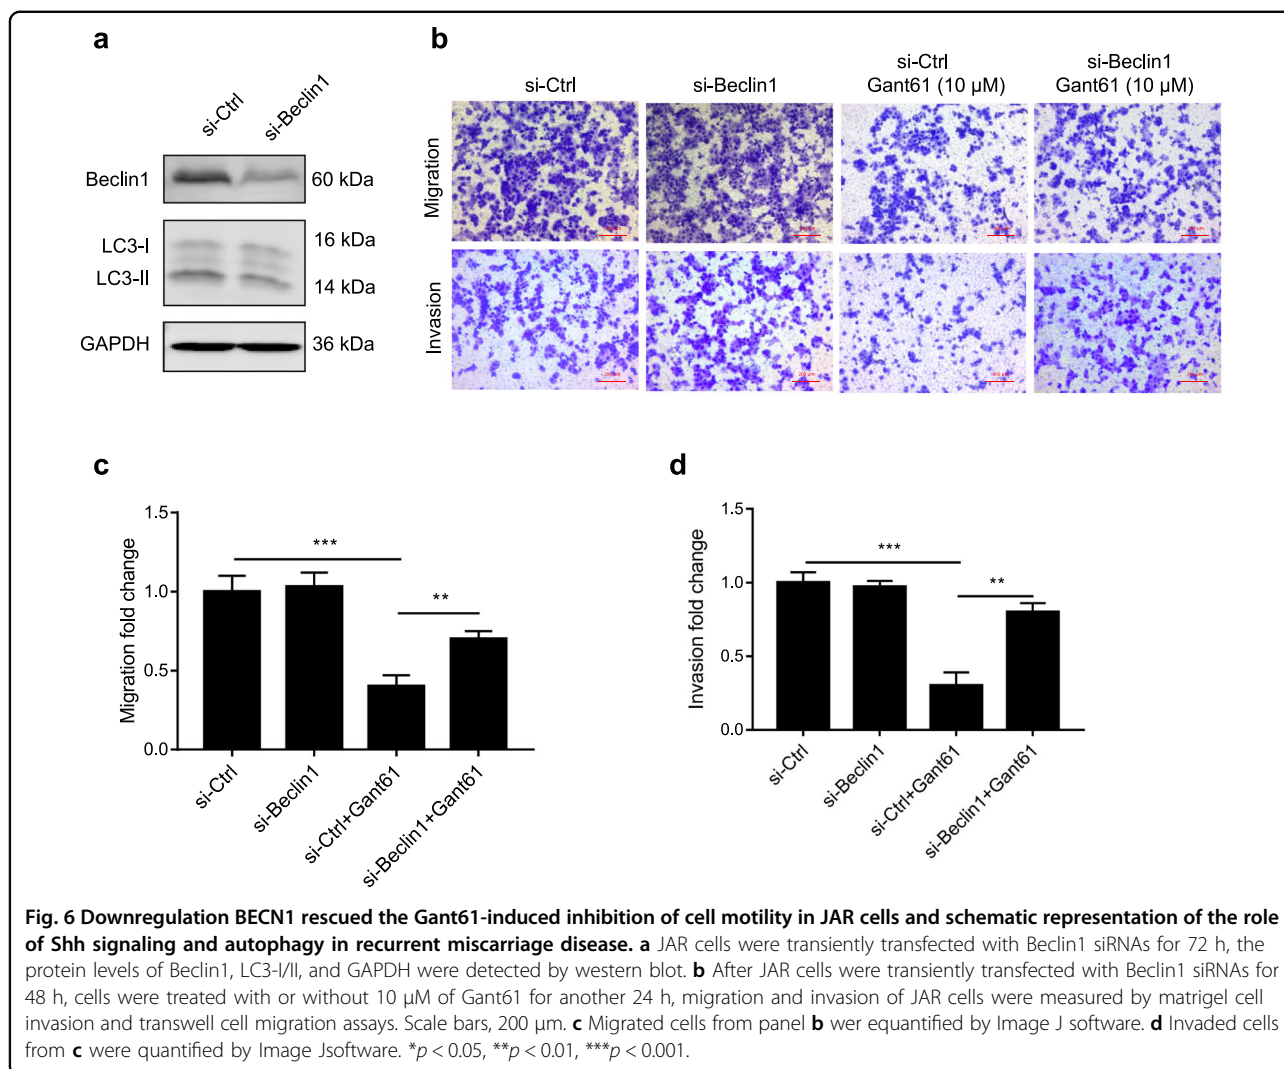 a
si-Ctrl
si-Beclin1
Beclin1
60 kDa
LC3-I
16 kDa
LC3-II
14 kDa
GAPDH
36 kDa
b
si-Ctrl
si-Beclin1
si-Ctrl
Gant61 (10 μM)
si-Beclin1
Gant61 (10 μM)
Migration
Invasion
200 μm
200 μm
c
Migration fold change
1.5
1.0
0.5
0.0
***
**
si-Ctrl
si-Beclin1
si-Ctrl+Gant61
si-Beclin1+Gant61
d
Invasion fold change
1.5
1.0
0.5
0.0
***
**
si-Ctrl
si-Beclin1
si-Ctrl+Gant61
si-Beclin1+Gant61
Fig. 6 Downregulation BECN1 rescued the Gant61-induced inhibition of cell motility in JAR cells and schematic representation of the role
of Shh signaling and autophagy in recurrent miscarriage disease. a JAR cells were transiently transfected with Beclin1 siRNAs for 72 h, the
protein levels of Beclin1, LC3-I/II, and GAPDH were detected by western blot. b After JAR cells were transiently transfected with Beclin1 siRNAs for
48 h, cells were treated with or without 10 μM of Gant61 for another 24 h, migration and invasion of JAR cells were measured by matrigel cell
invasion and transwell cell migration assays. Scale bars, 200 μm. c Migrated cells from panel b wer equantified by Image J software. d Invaded cells
from c were quantified by Image Jsoftware. *p < 0.05, **p < 0.01, ***p < 0.001.